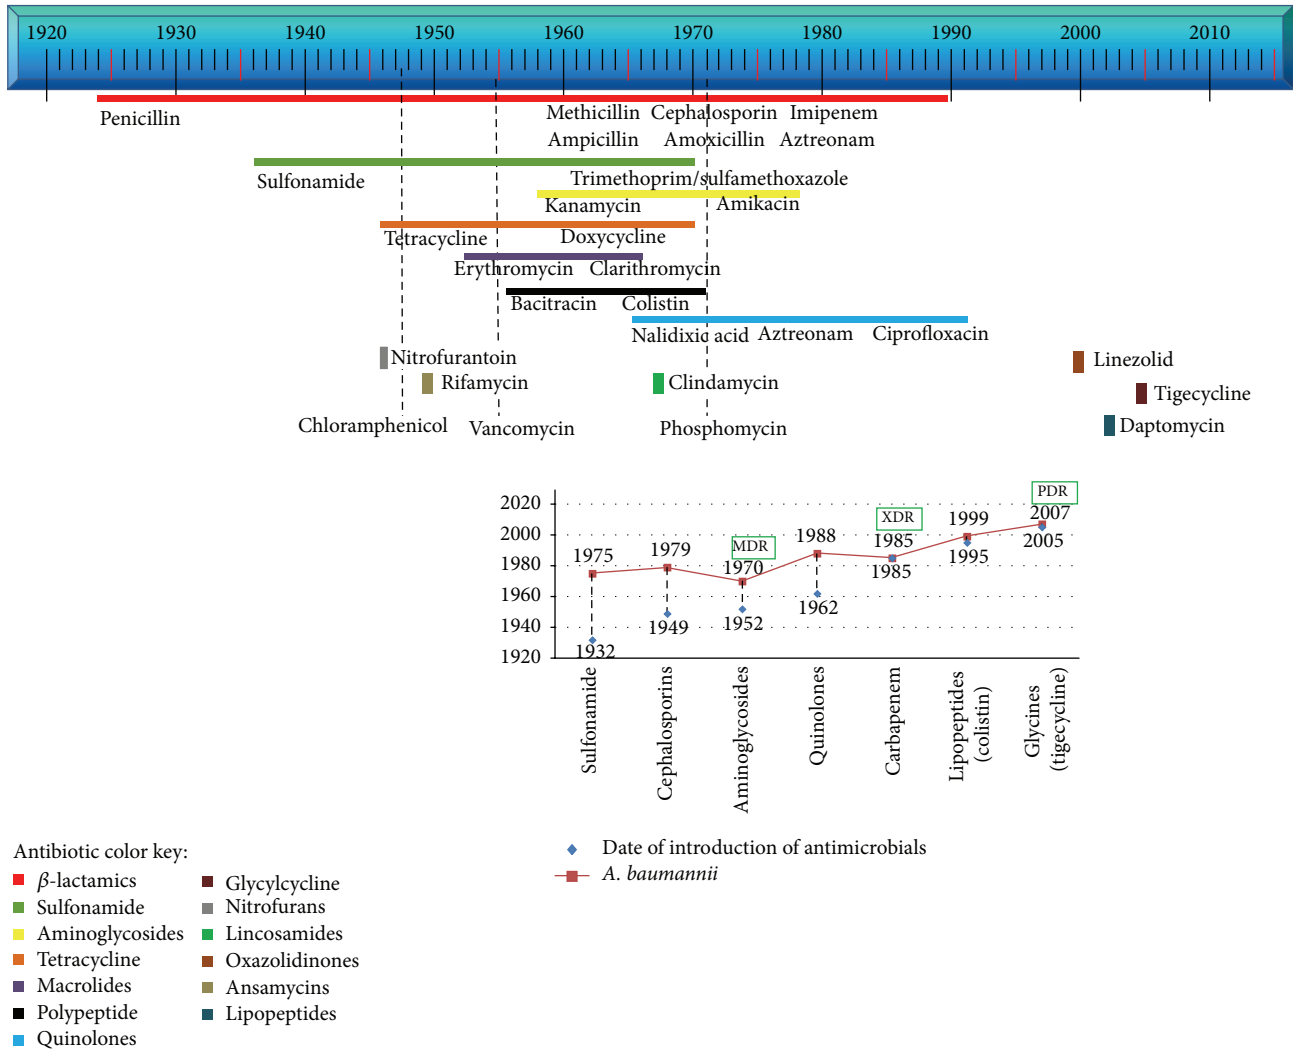 1920 1930 1940 1950 1960 1970 1980 1990 2000 2010
Penicillin Methicillin Cephalosporin Imipenem
Ampicillin Amoxicillin Aztreonam
Sulfonamide Trimethoprim/sulfamethoxazole
Kanamycin Amikacin
Tetracycline Doxycycline
Erythromycin Clarithromycin
Bacitracin Colistin
Nalidixic acid Aztreonam Ciprofloxacin
Nitrofurantoin Linezolid
Rifamycin Clindamycin Tigecycline
Chloramphenicol Vancomycin Phosphomycin Daptomycin
2020
2000
1980
1960
1940
1920
1975
1932
1979
1949
MDR
1970
1952
1988
1962
XDR
1985
1985
1999
1995
PDR
2007
2005
Sulfonamide
Cephalosporins
Aminoglycosides
Quinolones
Carbapenem
Lipopeptides
(colistin)
Glycines
(tigecycline)
Date of introduction of antimicrobials
A. baumannii
Antibiotic color key:
β-lactamics
Sulfonamide
Aminoglycosides
Tetracycline
Macrolides
Polypeptide
Quinolones
Glycylcycline
Nitrofurans
Lincosamides
Oxazolidinones
Ansamycins
Lipopeptides